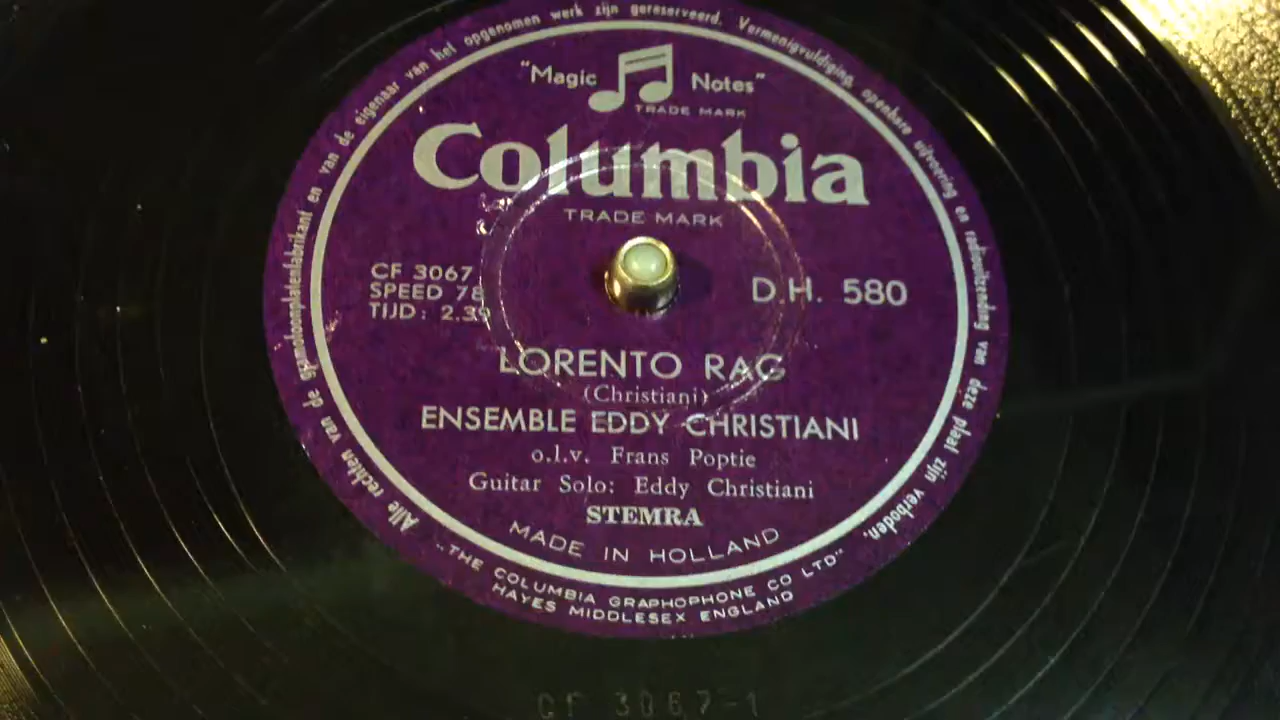 Alle rechten van de gramofoonplatenfabrikant en van de eigenaar van het opgenomen werk zijn gereserveerd. Vermenigvuldiging, openbare uitvoering en radiouitzending van deze plaat zijn verboden.
"Magic Notes"
TRADE MARK
Columbia
TRADE MARK
CF 3067
SPEED 78
TIJD: 2.39
D.H. 580
LORENTO RAG
(Christiani)
ENSEMBLE EDDY CHRISTIANI
o.l.v. Frans Poptie
Guitar Solo: Eddy Christiani
STEMRA
MADE IN HOLLAND
"THE COLUMBIA GRAPHOPHONE CO LTD"
HAYES MIDDLESEX ENGLAND
CF 3067-1